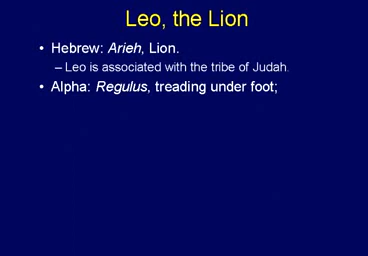 Leo, the Lion
• Hebrew: Arieh, Lion.
– Leo is associated with the tribe of Judah.
• Alpha: Regulus, treading under foot;